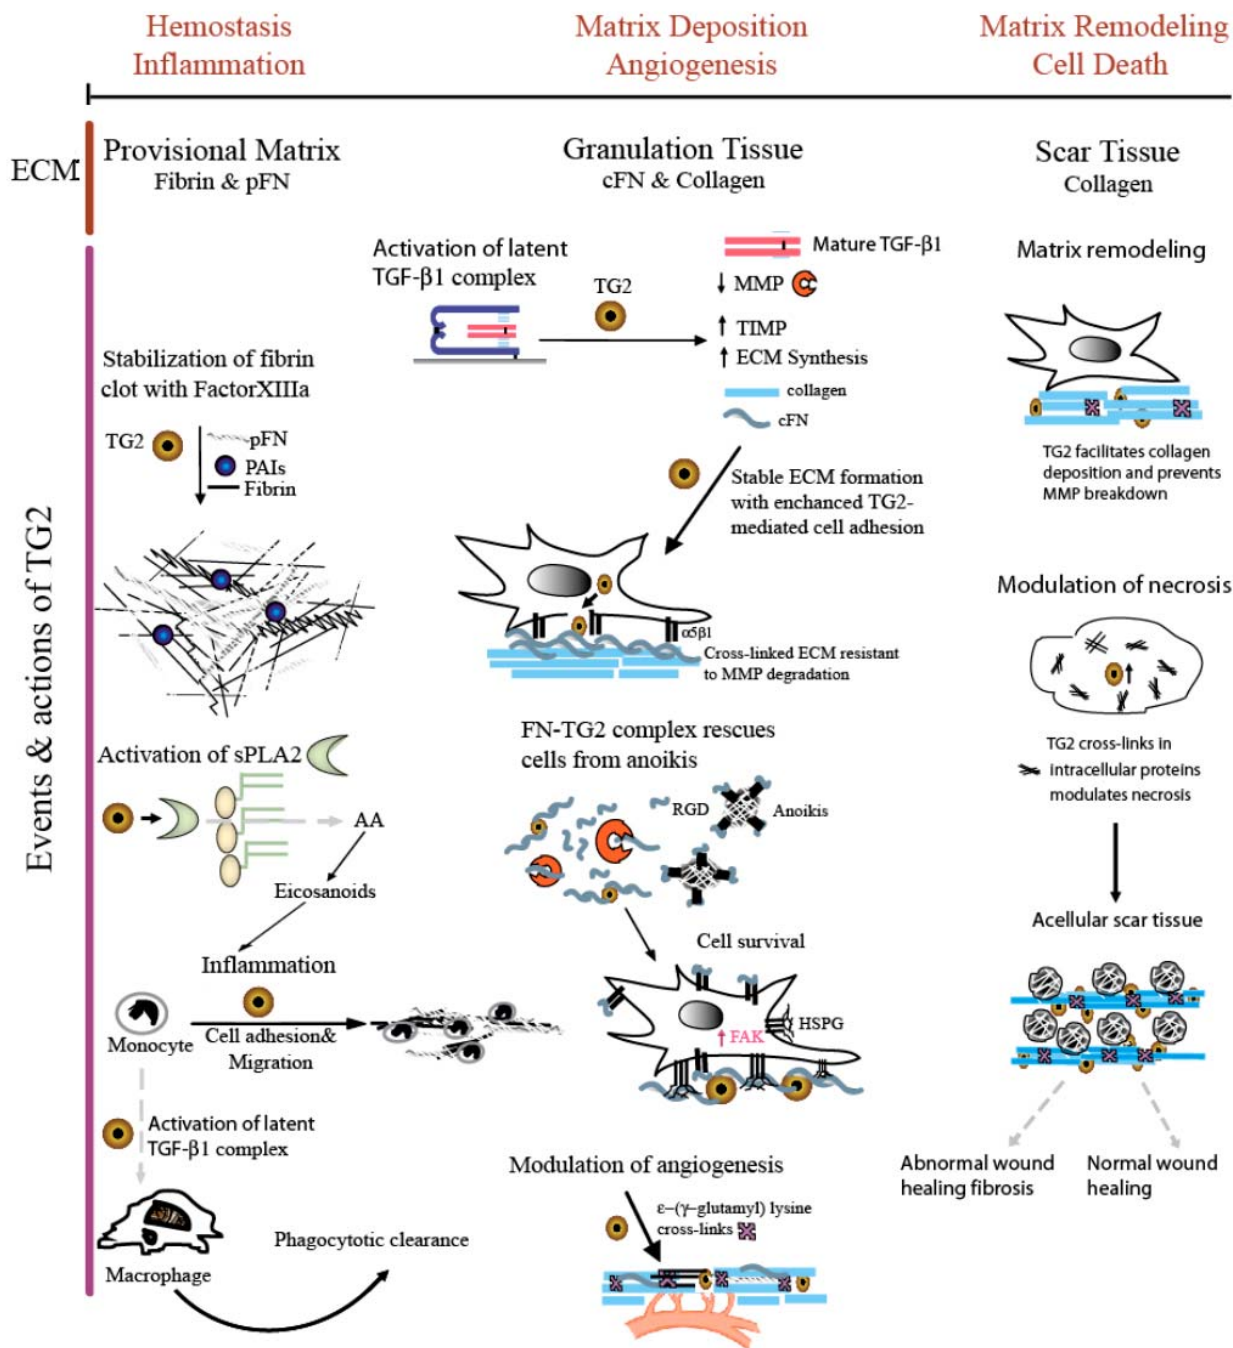 Hemostasis
Inflammation
Matrix Deposition
Angiogenesis
Matrix Remodeling
Cell Death
ECM:
Provisional Matrix
Fibrin & pFN
Granulation Tissue
cFN & Collagen
Scar Tissue
Collagen
Events & actions of TG2
Stabilization of fibrin
clot with FactorXIIIa
TG2
pFN
PAIs
Fibrin
Activation of sPLA2
AA
Eicosanoids
Inflammation
Monocyte
Cell adhesion&
Migration
Activation of latent
TGF-β1 complex
Macrophage
Phagocytotic clearance
Activation of latent
TGF-β1 complex
TG2
Mature TGF-β1
↓ MMP
↑ TIMP
↑ ECM Synthesis
collagen
cFN
Stable ECM formation
with enchanced TG2-
mediated cell adhesion
α5β1
Cross-linked ECM resistant
to MMP degradation
FN-TG2 complex rescues
cells from anoikis
RGD
Anoikis
Cell survival
↑ FAK
HSPG
Modulation of angiogenesis
ε–(γ–glutamyl) lysine
cross-links
Matrix remodeling
TG2 facilitates collagen
deposition and prevents
MMP breakdown
Modulation of necrosis
TG2 cross-links in
intracellular proteins
modulates necrosis
Acellular scar tissue
Abnormal wound
healing fibrosis
Normal wound
healing